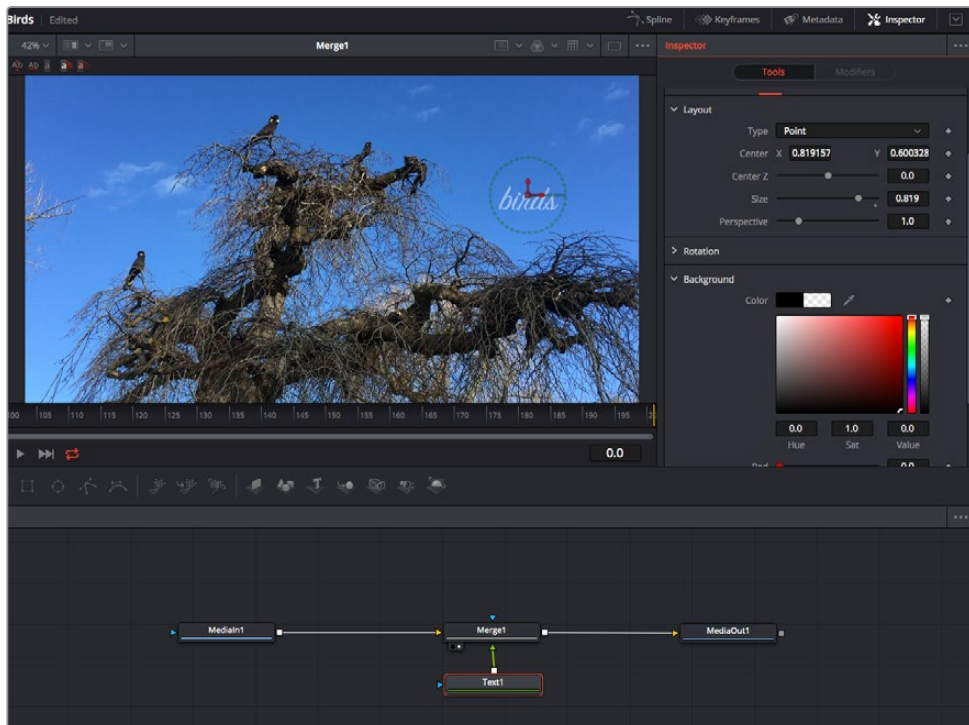 Birds Edited Spline Keyframes Metadata Inspector
42% Merge1 Inspector
Tools Modifiers
Layout
Type Point
Center X 0.819157 Y 0.600328
Center Z 0.0
birds
Size 0.819
Perspective 1.0
Rotation
Background
Color
100 105 110 115 120 125 130 135 140 145 150 155 160 165 170 175 180 185 190 195
0.0 1.0 0.0
Hue Sat Value
0.0
Red 0.0
MediaIn1 Merge1 MediaOut1
Text1